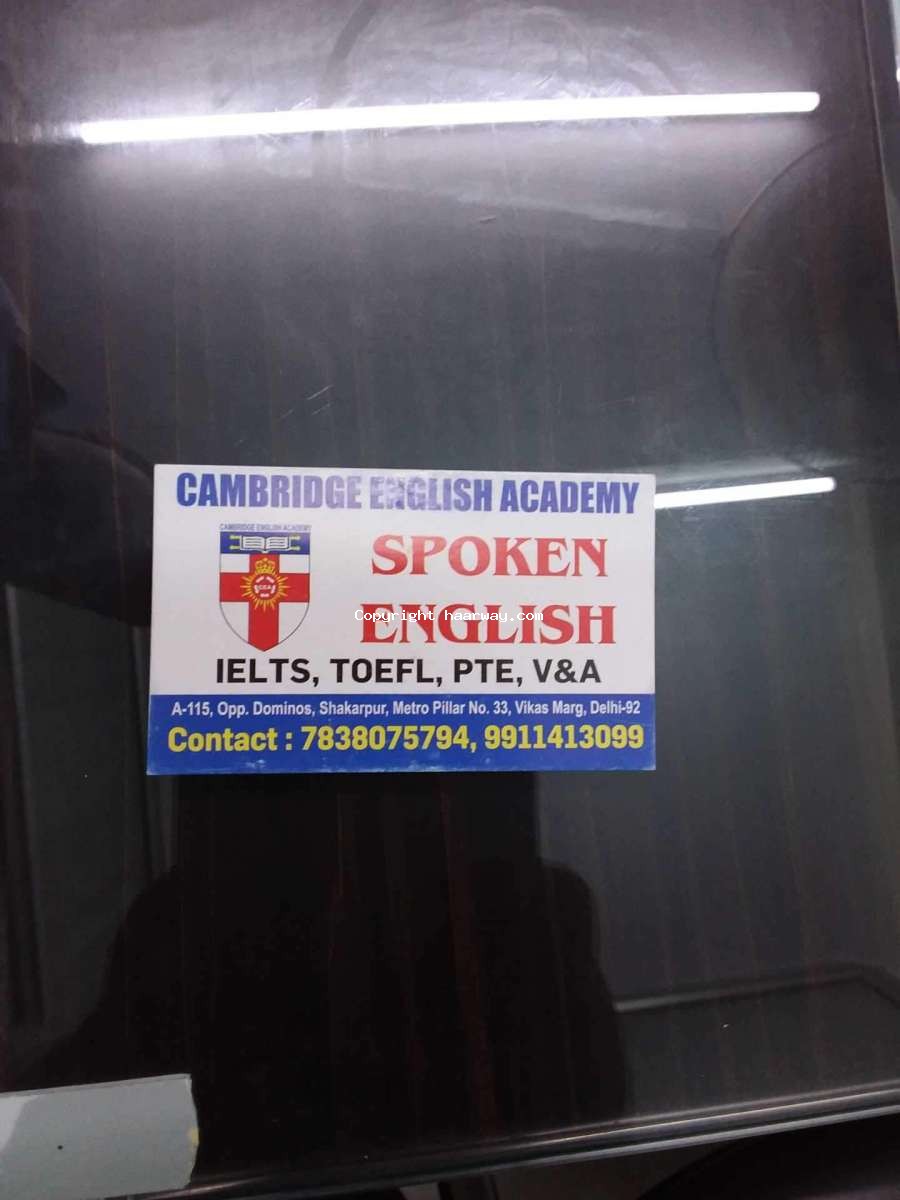 CAMBRIDGE ENGLISH ACADEMY
CAMBRIDGE ENGLISH ACADEMY
CEA
SPOKEN
ENGLISH
Copyright haarway.com
IELTS, TOEFL, PTE, V&A
A-115, Opp. Dominos, Shakarpur, Metro Pillar No. 33, Vikas Marg, Delhi-92
Contact : 7838075794, 9911413099